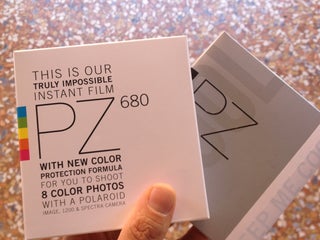 THIS IS OUR
TRULY IMPOSSIBLE
INSTANT FILM
PZ 680
WITH NEW COLOR
PROTECTION FORMULA
FOR YOU TO SHOOT
8 COLOR PHOTOS
WITH A POLAROID
IMAGE, 1200 & SPECTRA CAMERA
PZ